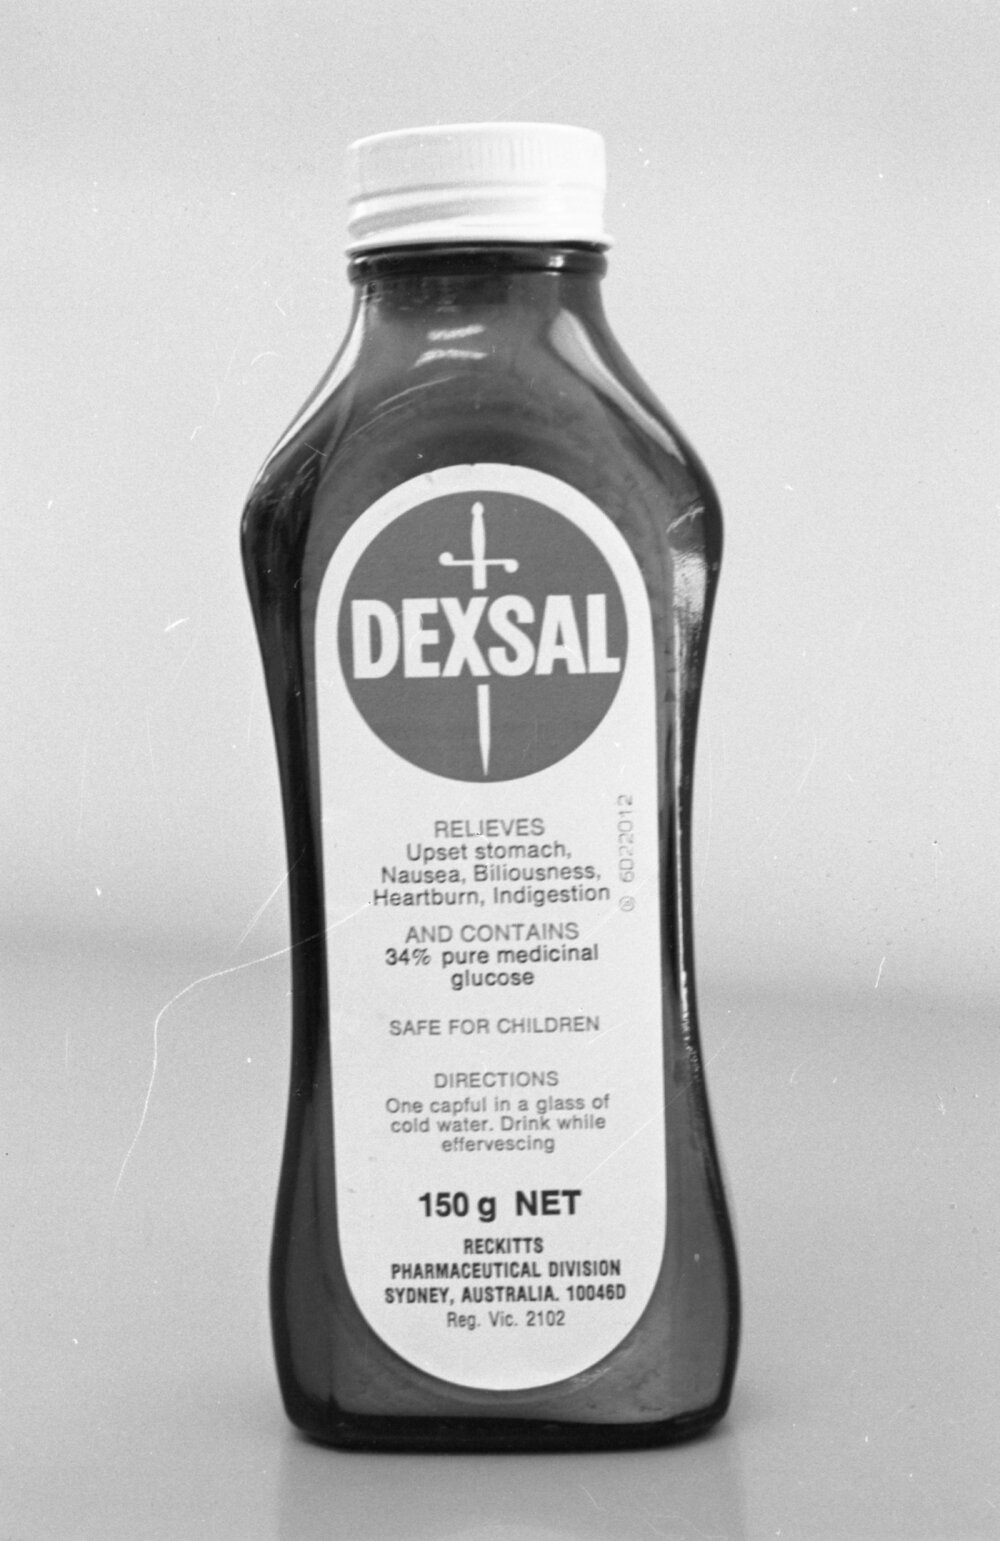 DEXSAL
RELIEVES
Upset stomach,
Nausea, Biliousness,
Heartburn, Indigestion
AND CONTAINS
34% pure medicinal
glucose
SAFE FOR CHILDREN
DIRECTIONS
One capful in a glass of
cold water. Drink while
effervescing
150 g NET
RECKITTS
PHARMACEUTICAL DIVISION
SYDNEY, AUSTRALIA. 10046D
Reg. Vic. 2102